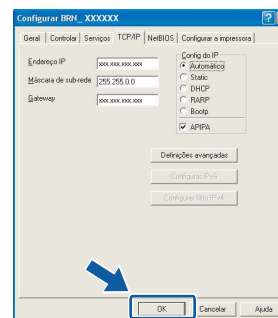 Configurar BRN_ XXXXXX
Geral Controlar Serviços TCP/IP NetBIOS Configurar a impressora
Endereço IP xxx.xxx.xxx.xxx
Máscara de sub-rede 255.255.0.0
Gateway xxx.xxx.xxx.xxx
Config do IP
Automático
Static
DHCP
RARP
Bootp
APIPA
Definições avançadas
Configurar IPv6
Configurar filtro IPv4
OK Cancelar Ajuda